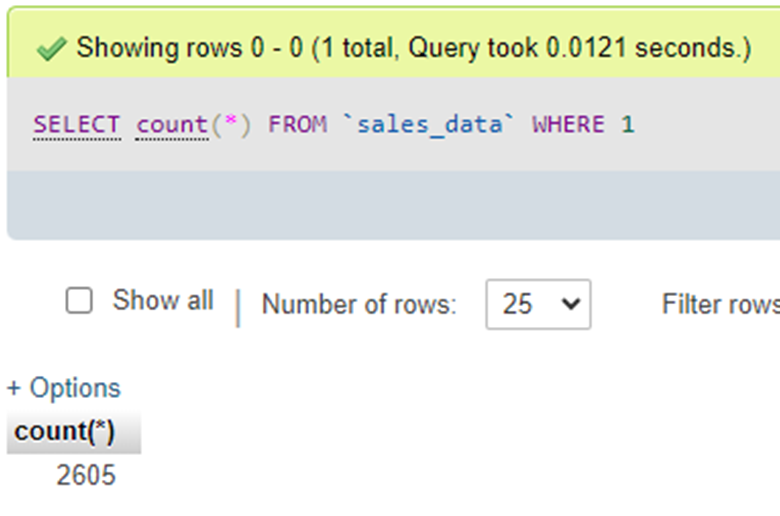 Showing rows 0 - 0 (1 total, Query took 0.0121 seconds.)
SELECT count(*) FROM `sales_data` WHERE 1
Show all | Number of rows: 25 Filter rows
+ Options
count(*)
2605